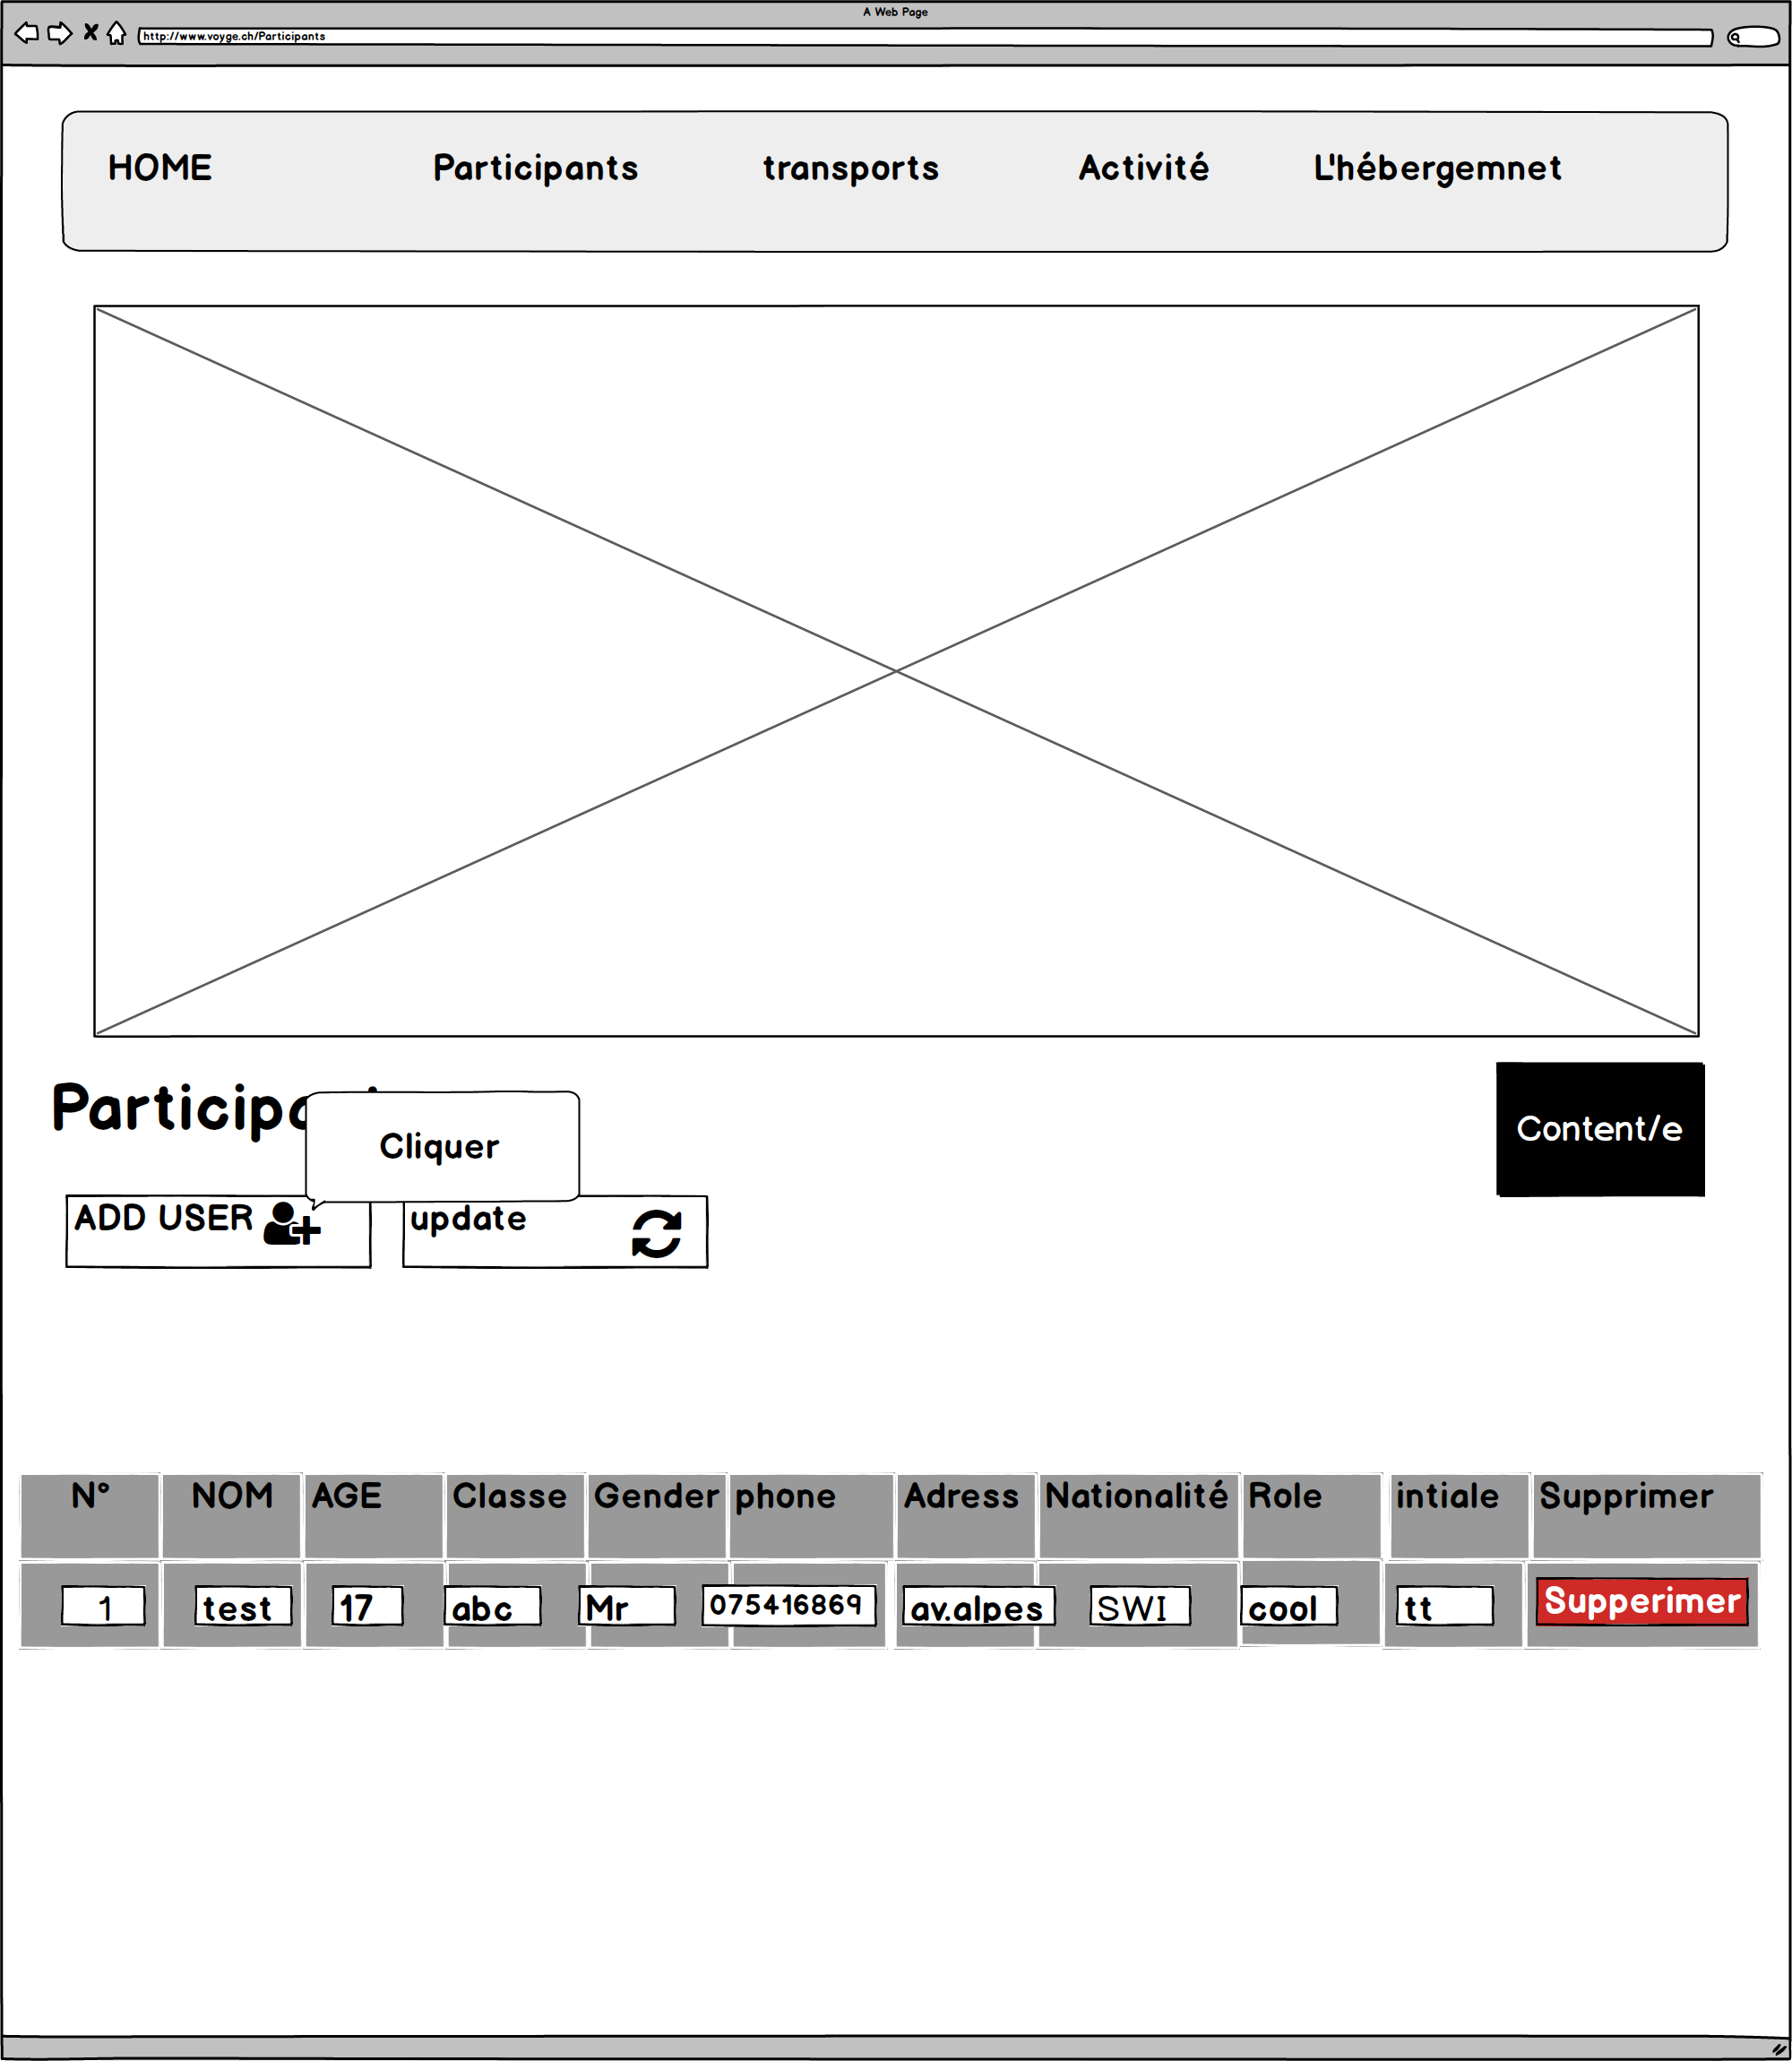 A Web Page
http://www.voyge.ch/Participants
HOME Participants transports Activité L'hébergemnet
Content/e
Cliquer
ADD USER update
N° NOM AGE Classe Gender phone Adress Nationalité Role intiale Supprimer
1 test 17 abc Mr 075416869 av.alpes SWI cool tt Supperimer